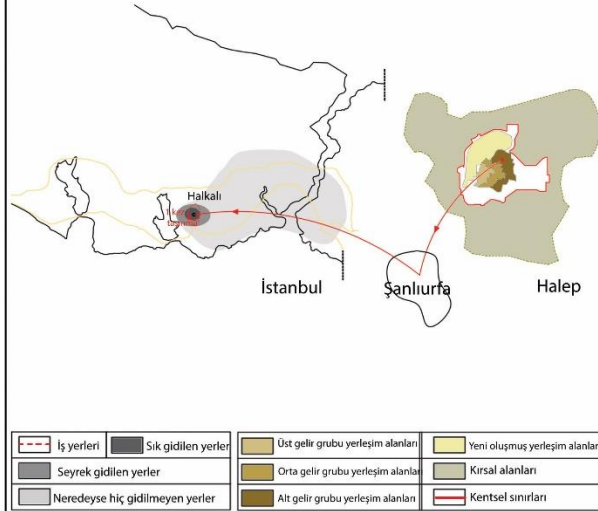 Halkalı
İstanbul
Şanlıurfa
Halep
İş yerleri
Sık gidilen yerler
Seyrek gidilen yerler
Neredeyse hiç gidilmeyen yerler
Üst gelir grubu yerleşim alanları
Orta gelir grubu yerleşim alanları
Alt gelir grubu yerleşim alanları
Yeni oluşmuş yerleşim alanları
Kırsal alanları
Kentsel sınırları